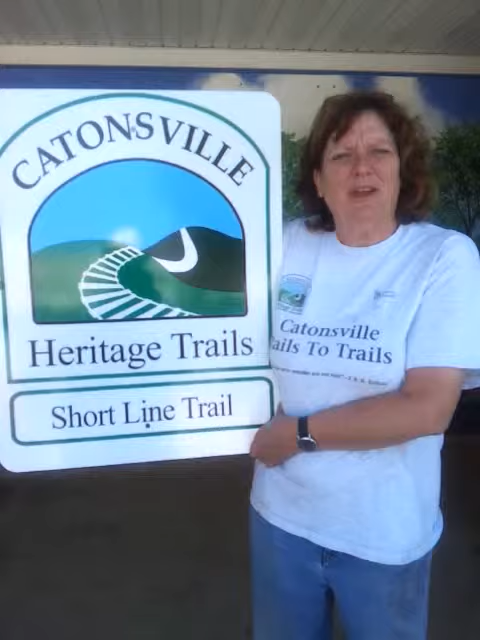 CATONSVILLE
Heritage Trails
Short Line Trail
Catonsville
ails To Trails